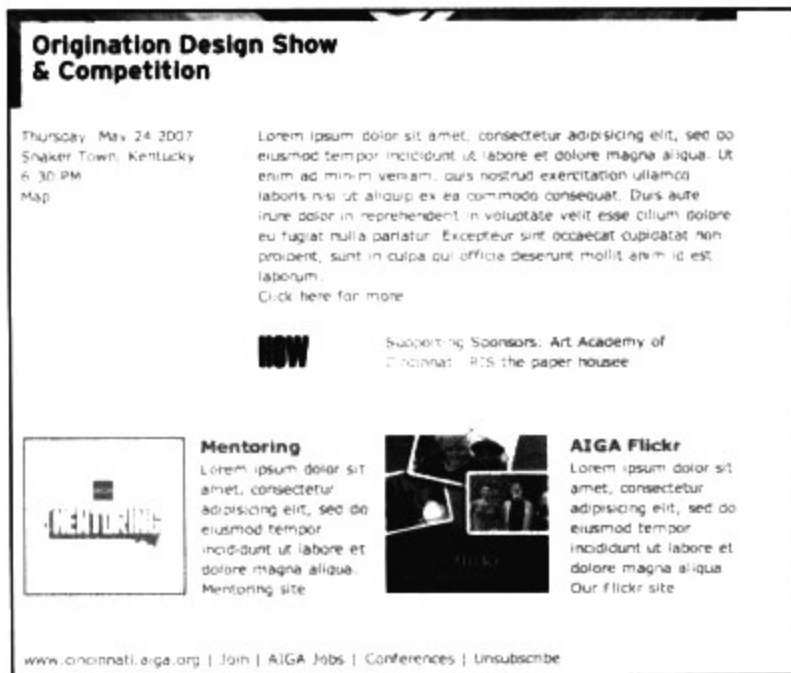 Origination Design Show
& Competition
Thursday May 24 2007
Shaker Town, Kentucky
6 30 PM
Map
Lorem ipsum dolor sit amet, consectetur adipisicing elit, sed do
eiusmod tempor incididunt ut labore et dolore magna aliqua. Ut
enim ad minim veniam, quis nostrud exercitation ullamco
laboris nisi ut aliquip ex ea commodo consequat. Duis aute
irure dolor in reprehenderit in voluptate velit esse cillum dolore
eu fugiat nulla pariatur. Excepteur sint occaecat cupidatat non
proident, sunt in culpa qui officia deserunt mollit anim id est
laborum.
Click here for more
HOW
Supporting Sponsors: Art Academy of
Cincinnati RIS the paper housee
MENTORING
Mentoring
Lorem ipsum dolor sit
amet, consectetur
adipisicing elit, sed do
eiusmod tempor
incididunt ut labore et
dolore magna aliqua.
Mentoring site
flickr
AIGA Flickr
Lorem ipsum dolor sit
amet, consectetur
adipisicing elit, sed do
eiusmod tempor
incididunt ut labore et
dolore magna aliqua
Our Flickr site
www.cincinnati.aiga.org | Join | AIGA Jobs | Conferences | Unsubscribe